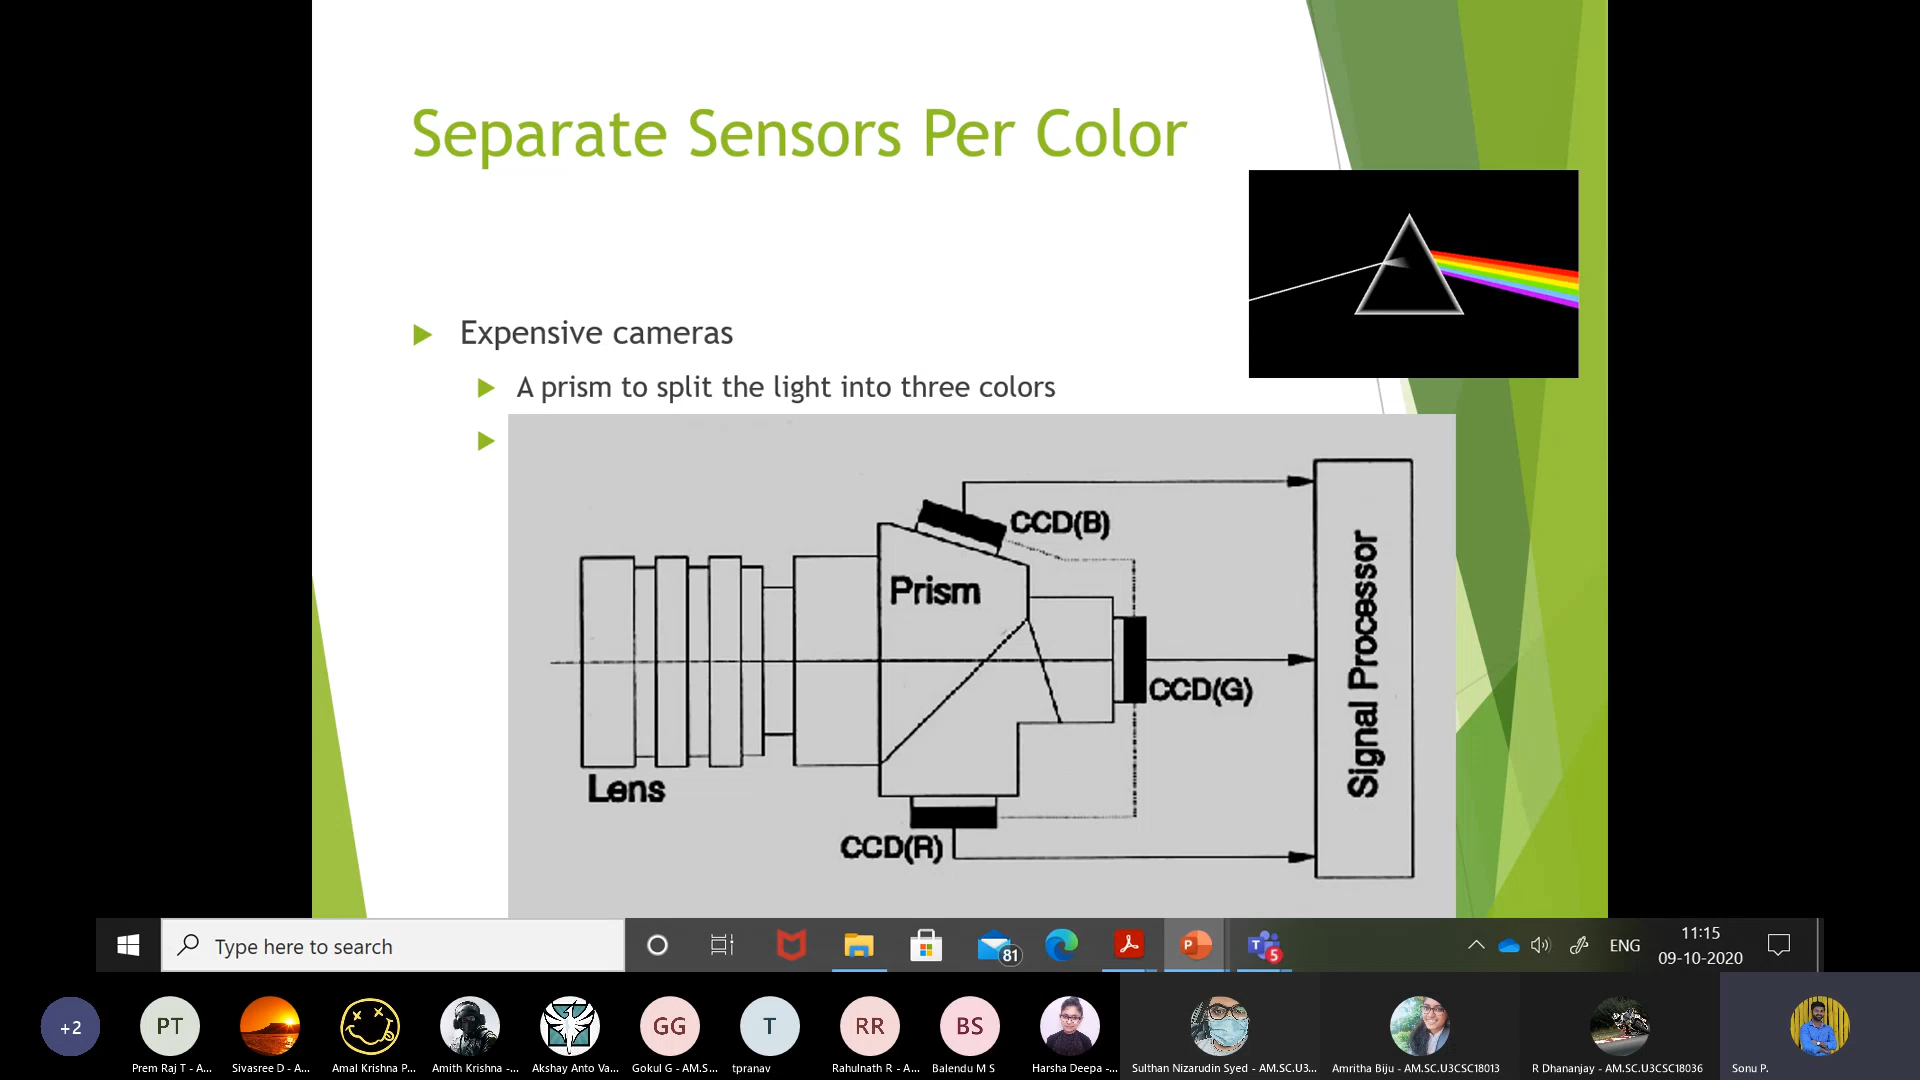 Separate Sensors Per Color
Expensive cameras
A prism to split the light into three colors
CCD(B)
Prism
CCD(G)
Signal Processor
Lens
CCD(R)
Type here to search
81
P
T
5
ENG
11:15
09-10-2020
+2
PT
GG
T
RR
BS
Prem Raj T - A...
Sivasree D - A...
Amal Krishna P...
Amith Krishna -...
Akshay Anto Va...
Gokul G - AM.S...
tpranav
Rahulnath R - A...
Balendu M S
Harsha Deepa -...
Sulthan Nizarudin Syed - AM.SC.U3...
Amritha Biju - AM.SC.U3CSC18013
R Dhananjay - AM.SC.U3CSC18036
Sonu P.